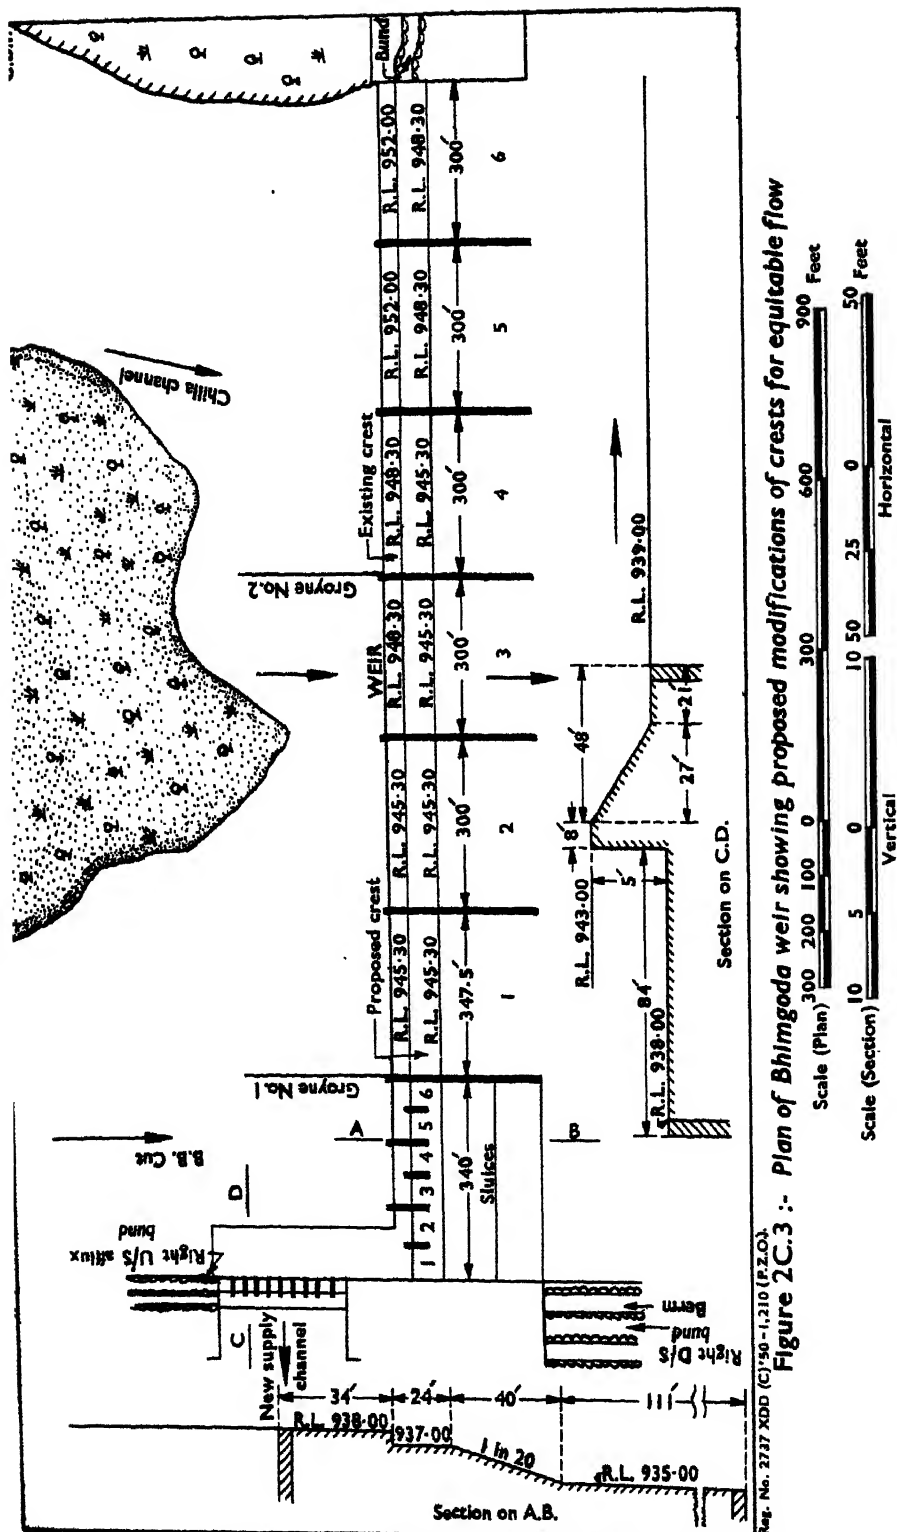 Bund
R.L. 952·00
R.L. 948·30
300′
6
R.L. 952·00
R.L. 948·30
300′
5
Chilla channel
Existing crest
R.L. 948·30
R.L. 945·30
300′
4
Groyne No.2
WEIR
R.L. 948·30
R.L. 945·30
300′
3
R.L. 945·30
R.L. 945·30
300′
2
Proposed crest
R.L. 945·30
R.L. 945·30
347·5′
1
Groyne No.1
B.B. Cut
A
B
D
C
1 2 3 4 5 6
340′
Sluices
Right U/S afflux
bund
New supply
channel
Berm
Right D/S
bund
R.L. 939·00
48′
8′
27′
21′
5′
R.L. 943·00
84′
R.L. 938·00
Section on C.D.
34′
24′
40′
111′
R.L. 938·00
937·00
1 in 20
R.L. 935·00
Section on A.B.
Reg. No. 2737 XDD (C)'50-1,210 (P.Z.O.).
Figure 2C.3 :- Plan of Bhimgoda weir showing proposed modifications of crests for equitable flow
Scale (Plan) 300 200 100 0 300 600 900 Feet
Scale (Section) 10 5 0 10 Vertical
50 25 0 50 Feet Horizontal